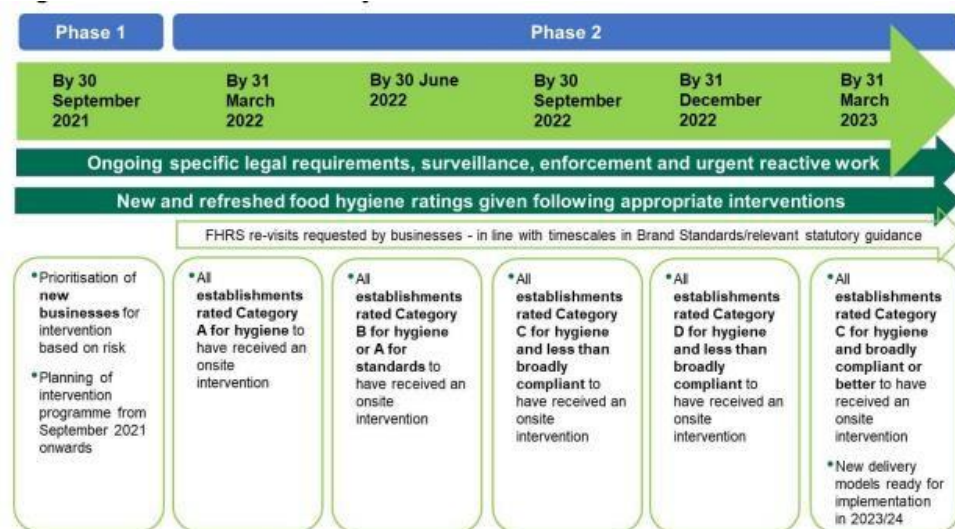 Phase 1
Phase 2
By 30
September
2021
By 31
March
2022
By 30 June
2022
By 30
September
2022
By 31
December
2022
By 31
March
2023
Ongoing specific legal requirements, surveillance, enforcement and urgent reactive work
New and refreshed food hygiene ratings given following appropriate interventions
FHRS re-visits requested by businesses - in line with timescales in Brand Standards/relevant statutory guidance
•Prioritisation of
new
businesses for
intervention
based on risk
•Planning of
intervention
programme from
September 2021
onwards
•All
establishments
rated Category
A for hygiene to
have received an
onsite
intervention
•All
establishments
rated Category
B for hygiene
or A for
standards to
have received an
onsite
intervention
•All
establishments
rated Category
C for hygiene
and less than
broadly
compliant to
have received an
onsite
intervention
•All
establishments
rated Category
D for hygiene
and less than
broadly
compliant to
have received an
onsite
intervention
•All
establishments
rated Category
C for hygiene
and broadly
compliant or
better to have
received an
onsite
intervention
•New delivery
models ready for
implementation
in 2023/24